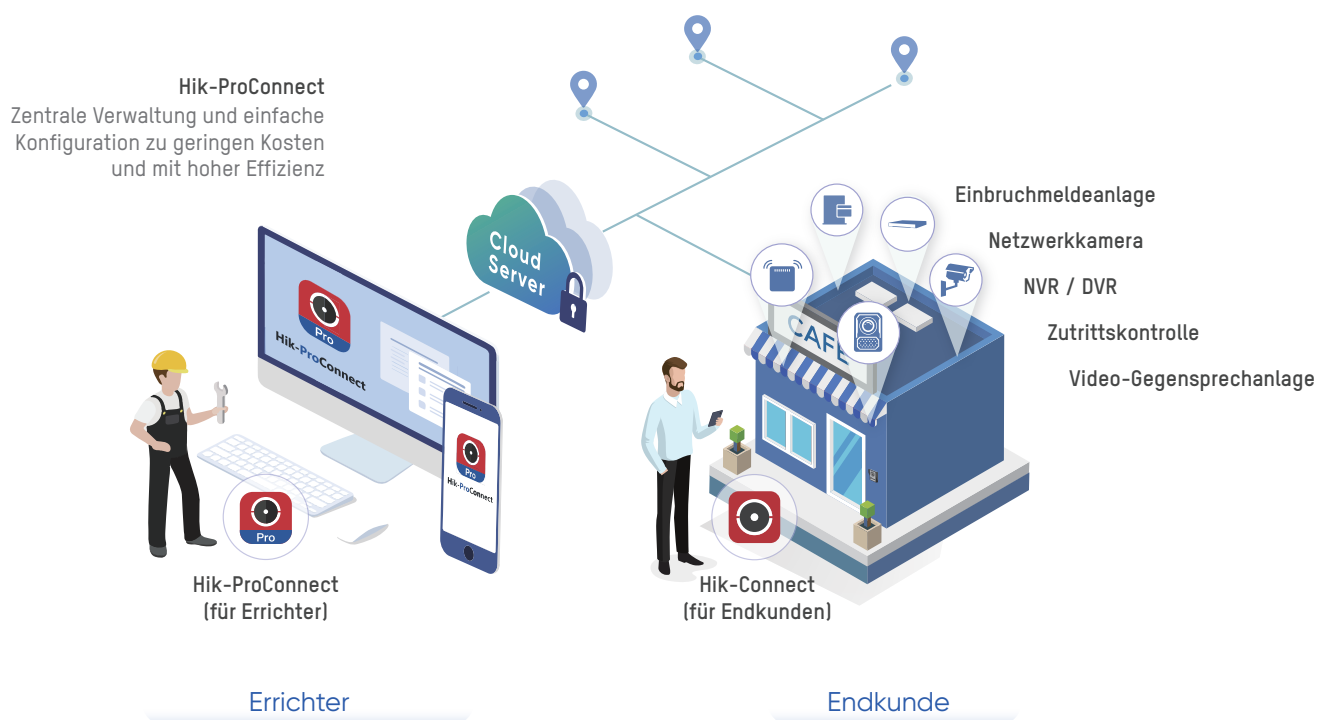 Hik-ProConnect
Zentrale Verwaltung und einfache
Konfiguration zu geringen Kosten
und mit hoher Effizienz
Cloud
Server
Pro
Hik-ProConnect
Pro
Hik-ProConnect
Pro
Hik-ProConnect
(für Errichter)
Errichter
Einbruchmeldeanlage
Netzwerkkamera
NVR / DVR
Zutrittskontrolle
Video-Gegensprechanlage
CAFE
Hik-Connect
(für Endkunden)
Endkunde